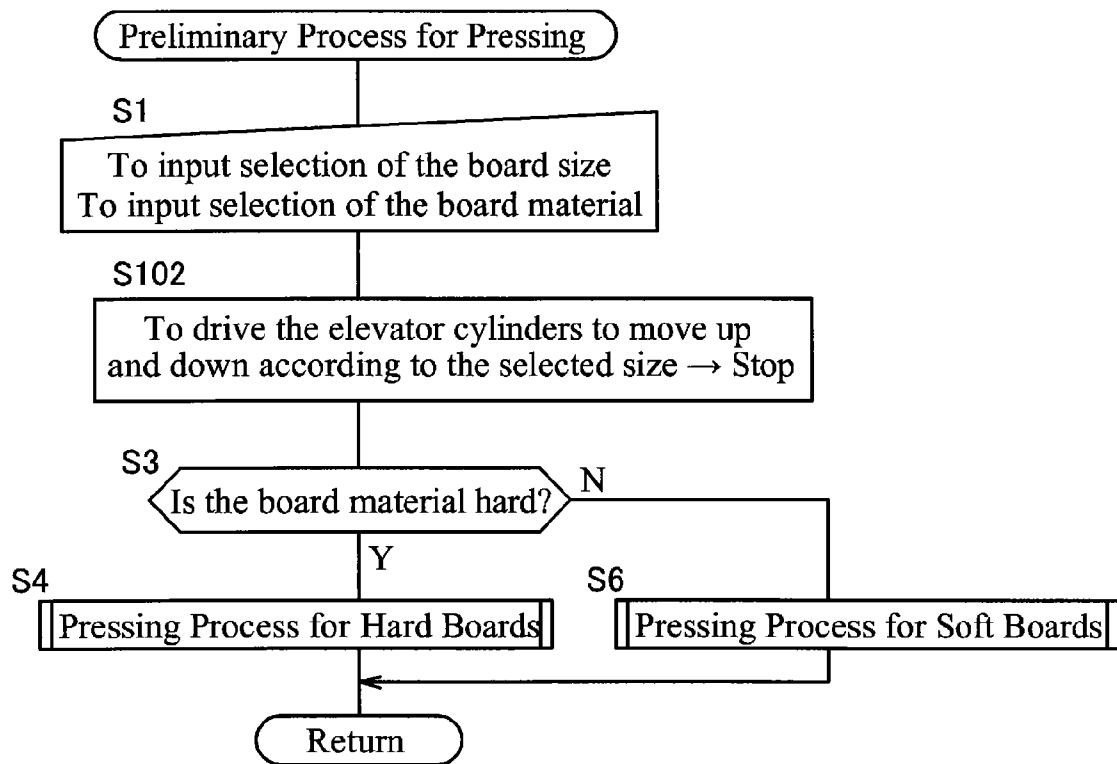 Preliminary Process for Pressing
S1
To input selection of the board size
To input selection of the board material
S102
To drive the elevator cylinders to move up
and down according to the selected size → Stop
S3
Is the board material hard?
N
Y
S4
Pressing Process for Hard Boards
S6
Pressing Process for Soft Boards
Return